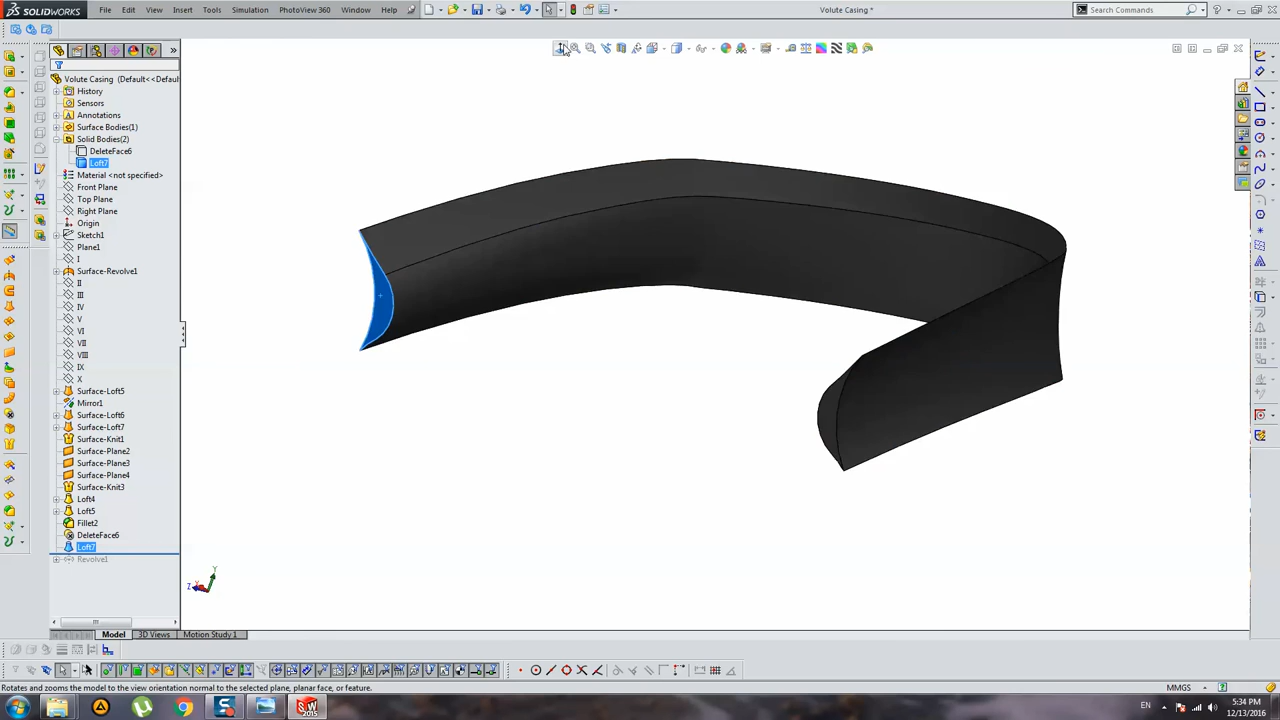 SOLIDWORKS
File Edit View Insert Tools Simulation PhotoView 360 Window Help
Volute Casing *
Search Commands
Volute Casing (Default<<Defaul
History
Sensors
Annotations
Surface Bodies(1)
Solid Bodies(2)
DeleteFace6
Loft7
Material <not specified>
Front Plane
Top Plane
Right Plane
Origin
Sketch1
Plane1
I
Surface-Revolve1
II
III
IV
V
VI
VII
VIII
IX
X
Surface-Loft5
Mirror1
Surface-Loft6
Surface-Loft7
Surface-Knit1
Surface-Plane2
Surface-Plane3
Surface-Plane4
Surface-Knit3
Loft4
Loft5
Fillet2
DeleteFace6
Loft7
Revolve1
Y
Z
Model 3D Views Motion Study 1
Rotates and zooms the model to the view orientation normal to the selected plane, planar face, or feature.
MMGS
EN
5:34 PM
12/13/2016